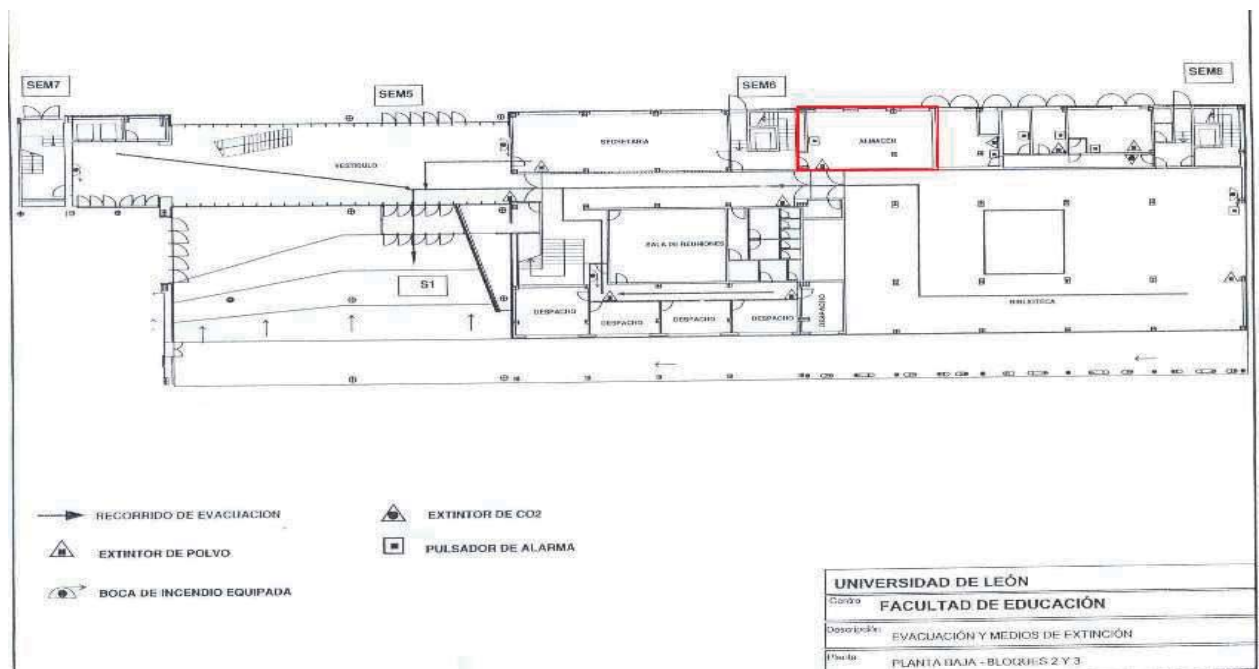 SEM7
SEM5
SEM6
SEM8
SECRETARIA
ALMACEN
VESTIBULO
SALA DE REUNIONES
S1
BIBLIOTECA
DESPACHO
DESPACHO
DESPACHO
DESPACHO
DESPACHO
RECORRIDO DE EVACUACION
EXTINTOR DE CO2
EXTINTOR DE POLVO
PULSADOR DE ALARMA
BOCA DE INCENDIO EQUIPADA
UNIVERSIDAD DE LEÓN
Centro FACULTAD DE EDUCACIÓN
Descripción: EVACUACIÓN Y MEDIOS DE EXTINCIÓN
Planta: PLANTA BAJA - BLOQUES 2 Y 3